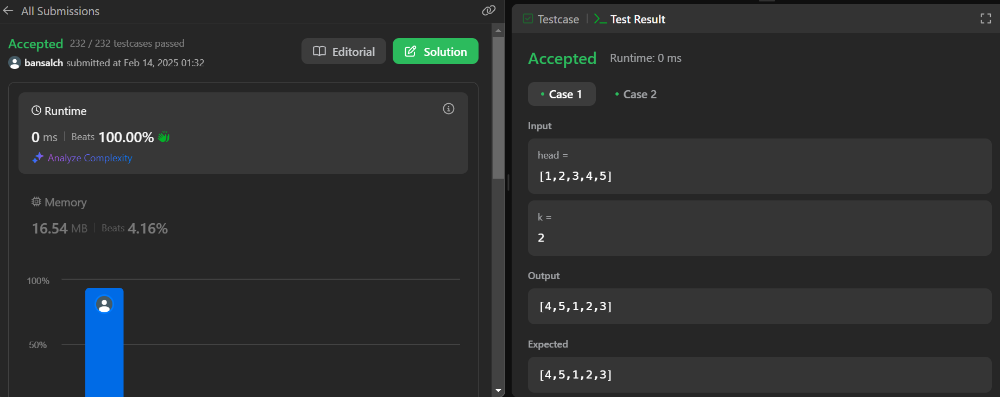 All Submissions
Accepted 232 / 232 testcases passed
bansalch submitted at Feb 14, 2025 01:32
Editorial
Solution
Runtime
0 ms | Beats 100.00%
Analyze Complexity
Memory
16.54 MB | Beats 4.16%
100%
50%
Testcase | >_ Test Result
Accepted Runtime: 0 ms
• Case 1 • Case 2
Input
head =
[1,2,3,4,5]
k =
2
Output
[4,5,1,2,3]
Expected
[4,5,1,2,3]